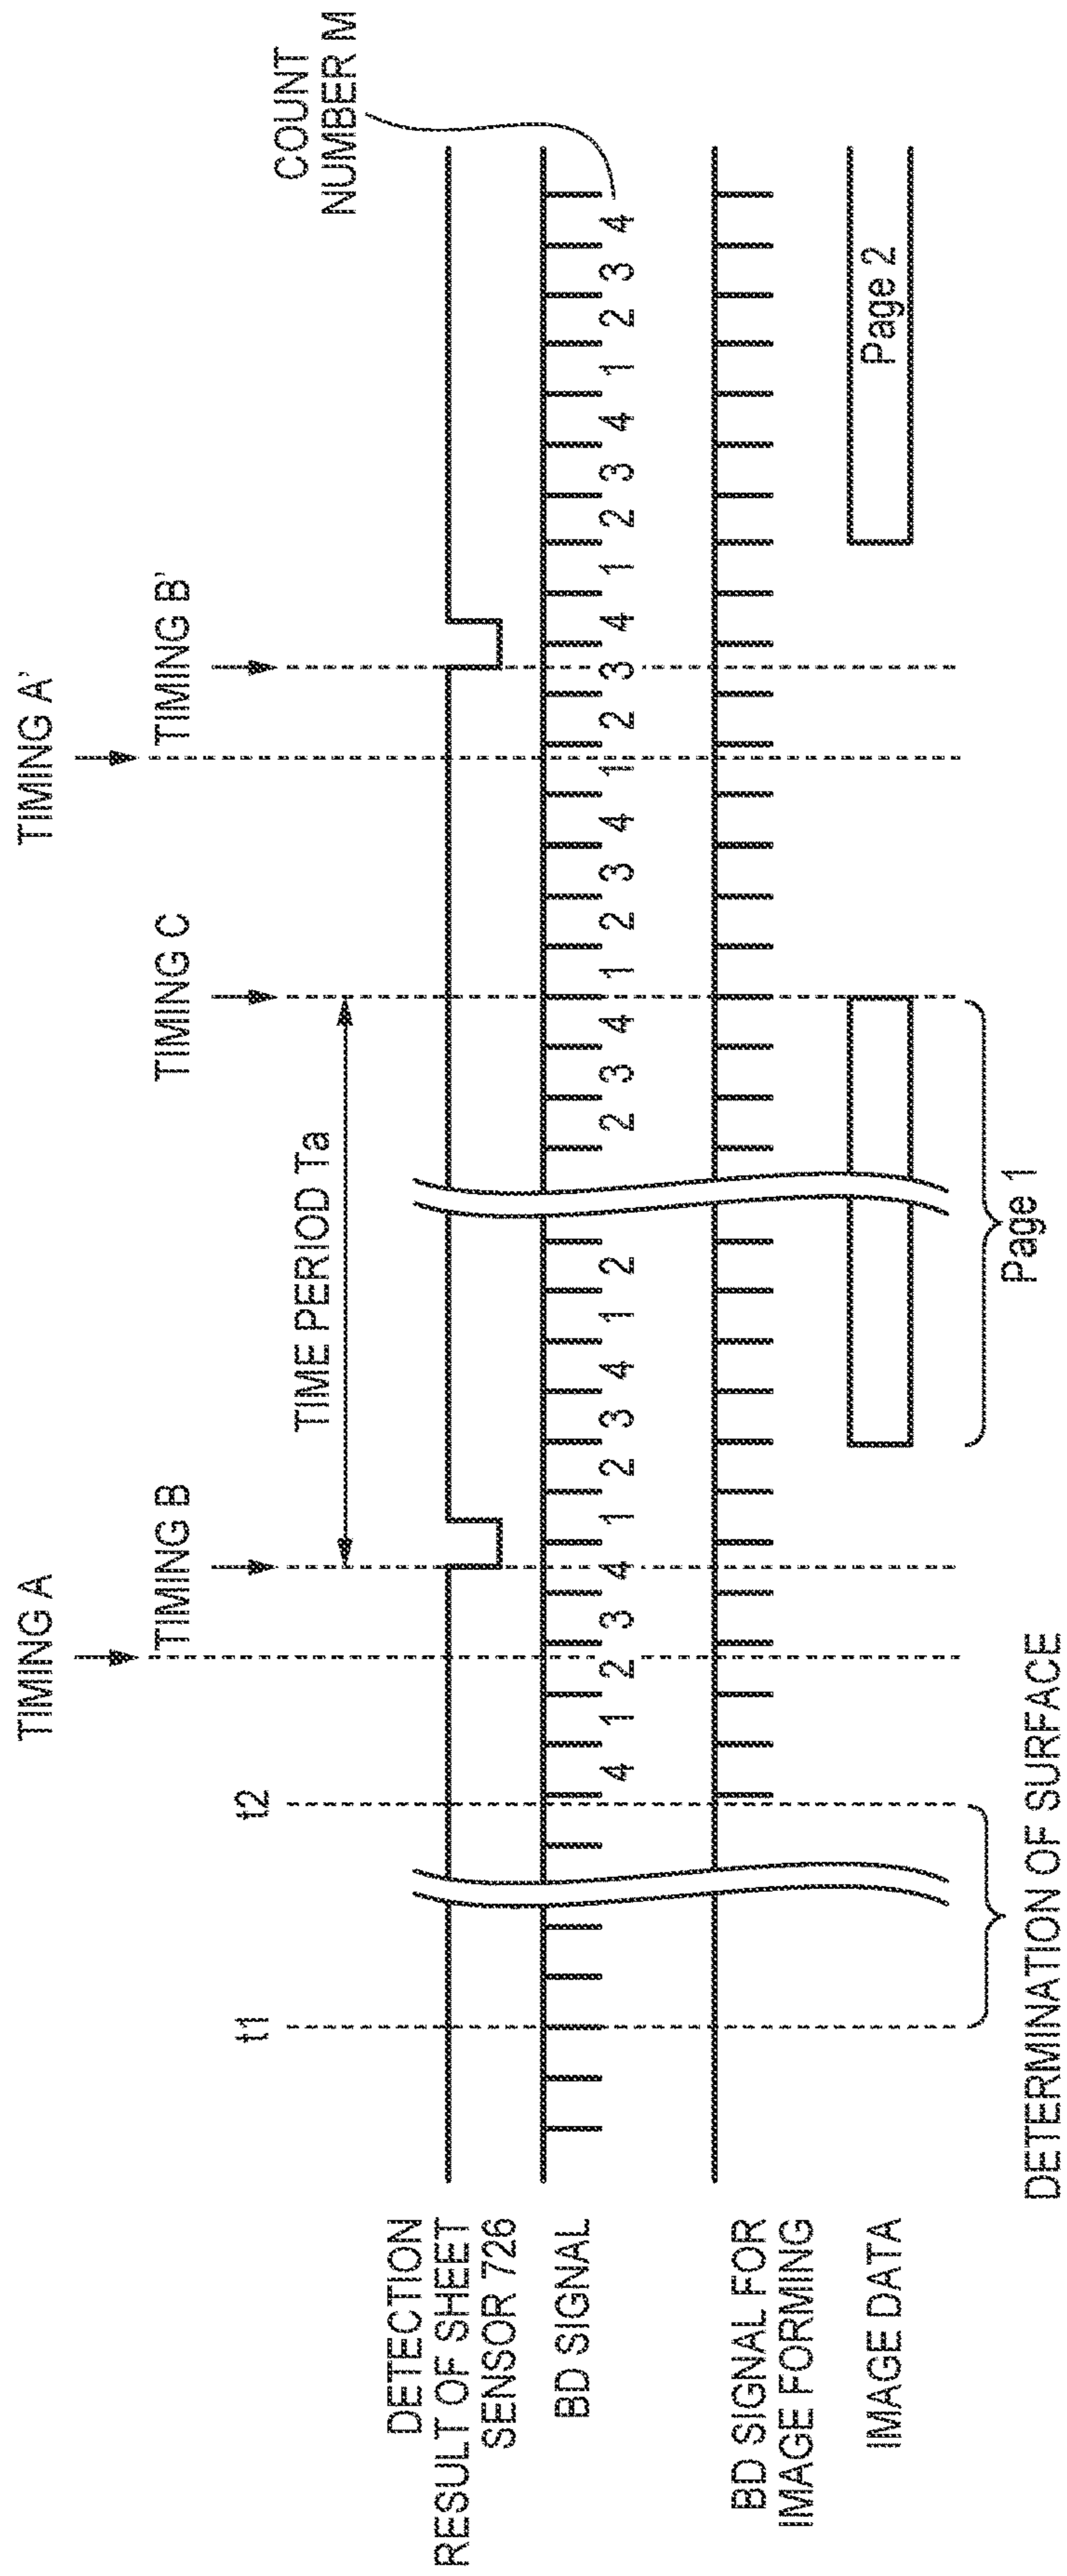 TIMING A
TIMING A'
t1
t2
TIMING B
TIMING C
TIMING B'
TIME PERIOD Ta
COUNT
NUMBER M
DETECTION
RESULT OF SHEET
SENSOR 726
BD SIGNAL
4 1 2 3 4 1 2 3 4 1 2 2 3 4 1 2 3 4 1 2 3 4 1 2 3 4 1 2 3 4
BD SIGNAL FOR
IMAGE FORMING
IMAGE DATA
Page 2
Page 1
DETERMINATION OF SURFACE